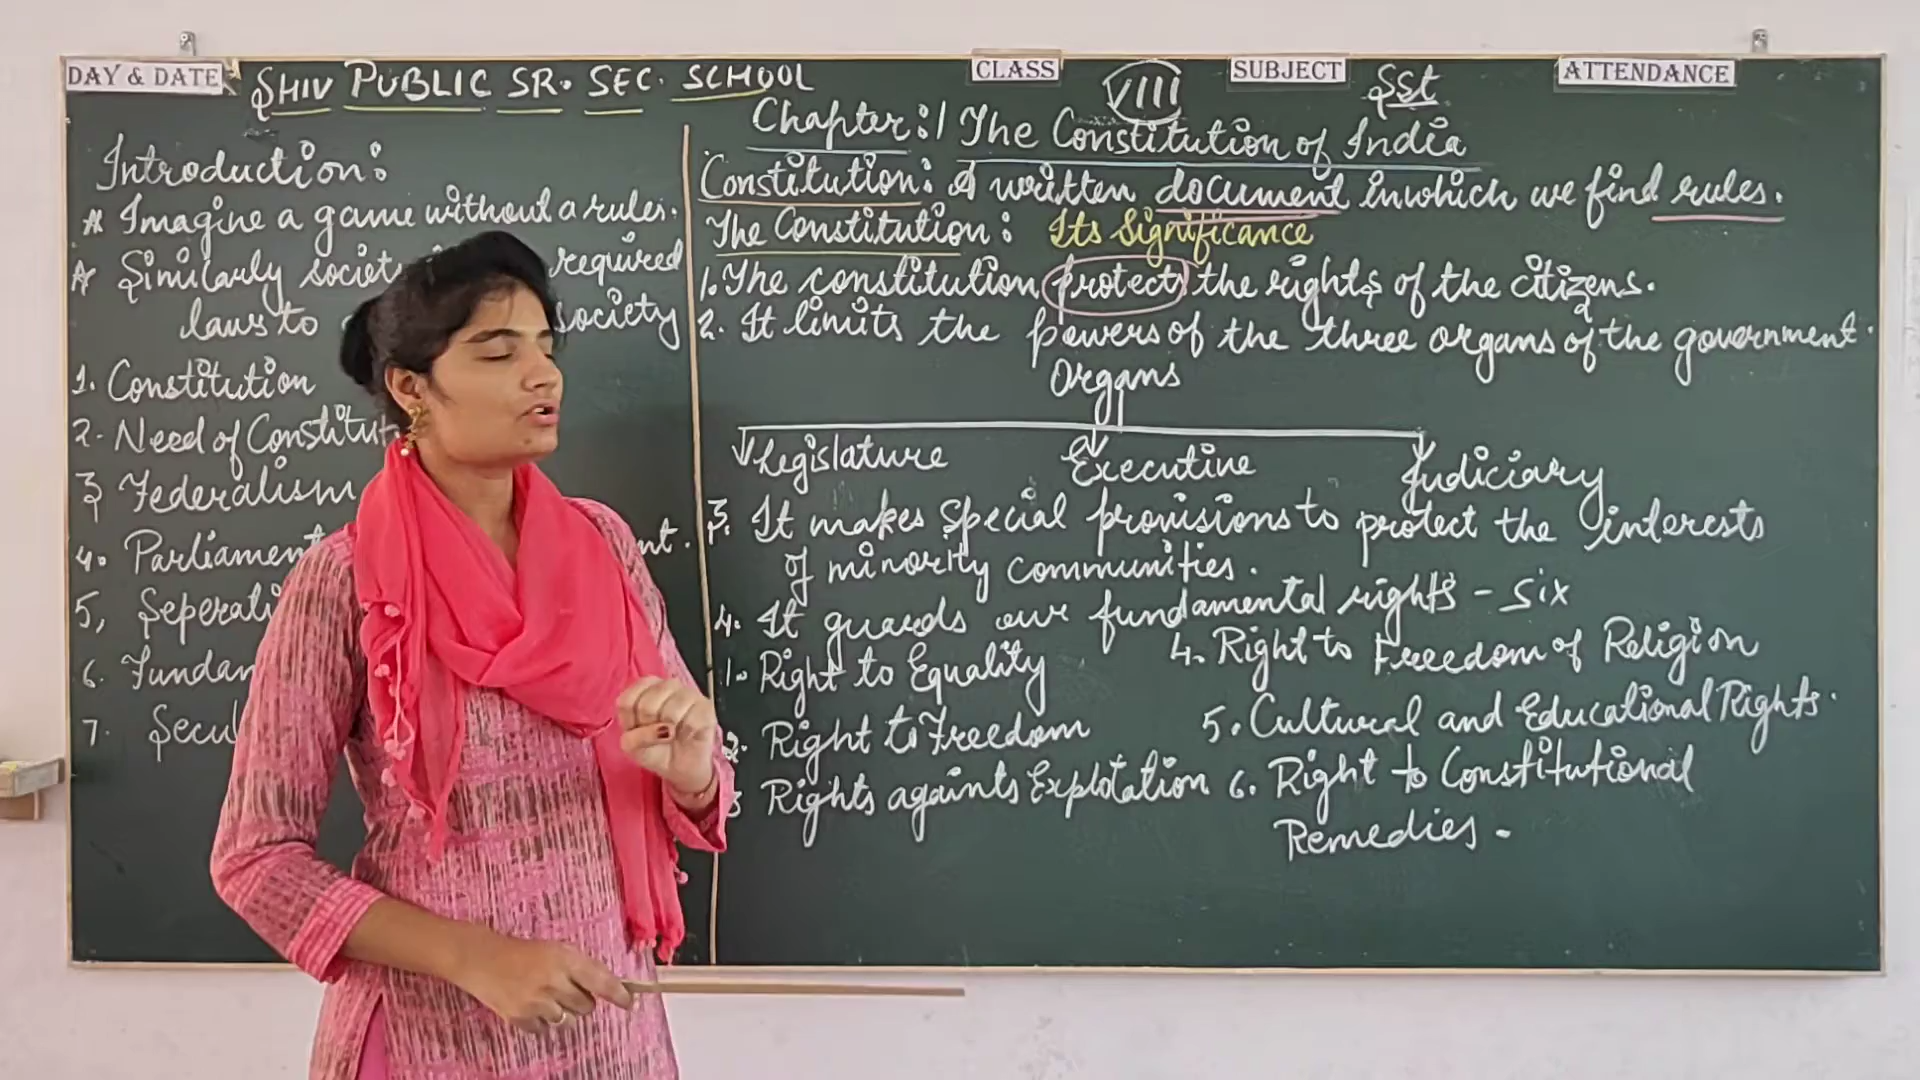 DAY & DATE
SHIV PUBLIC SR. SEC. SCHOOL
CLASS
VIII
SUBJECT
SSt
ATTENDANCE
Introduction:
Imagine a game without a rules.
Similarly society required
laws to society
1. Constitution
2. Need of Constitut
3 Federalism
4. Parliament nt.
5, Seperati
6. Fundam
7. Secul
Chapter:1 The Constitution of India
Constitution: A written document inwhich we find rules.
The Constitution: Its Significance
1. The constitution protects the rights of the citizens.
2. It limits the powers of the three organs of the government.
Organs
Legislature Executive Judiciary
3. It makes special provisions to protect the interests
of minority communities.
4. It guards our fundamental rights - Six
1. Right to Equality
2. Right to Freedom
3 Rights againts Explotation
4. Right to Freedom of Religion
5. Cultural and Educational Rights.
6. Right to Constitutional
Remedies.